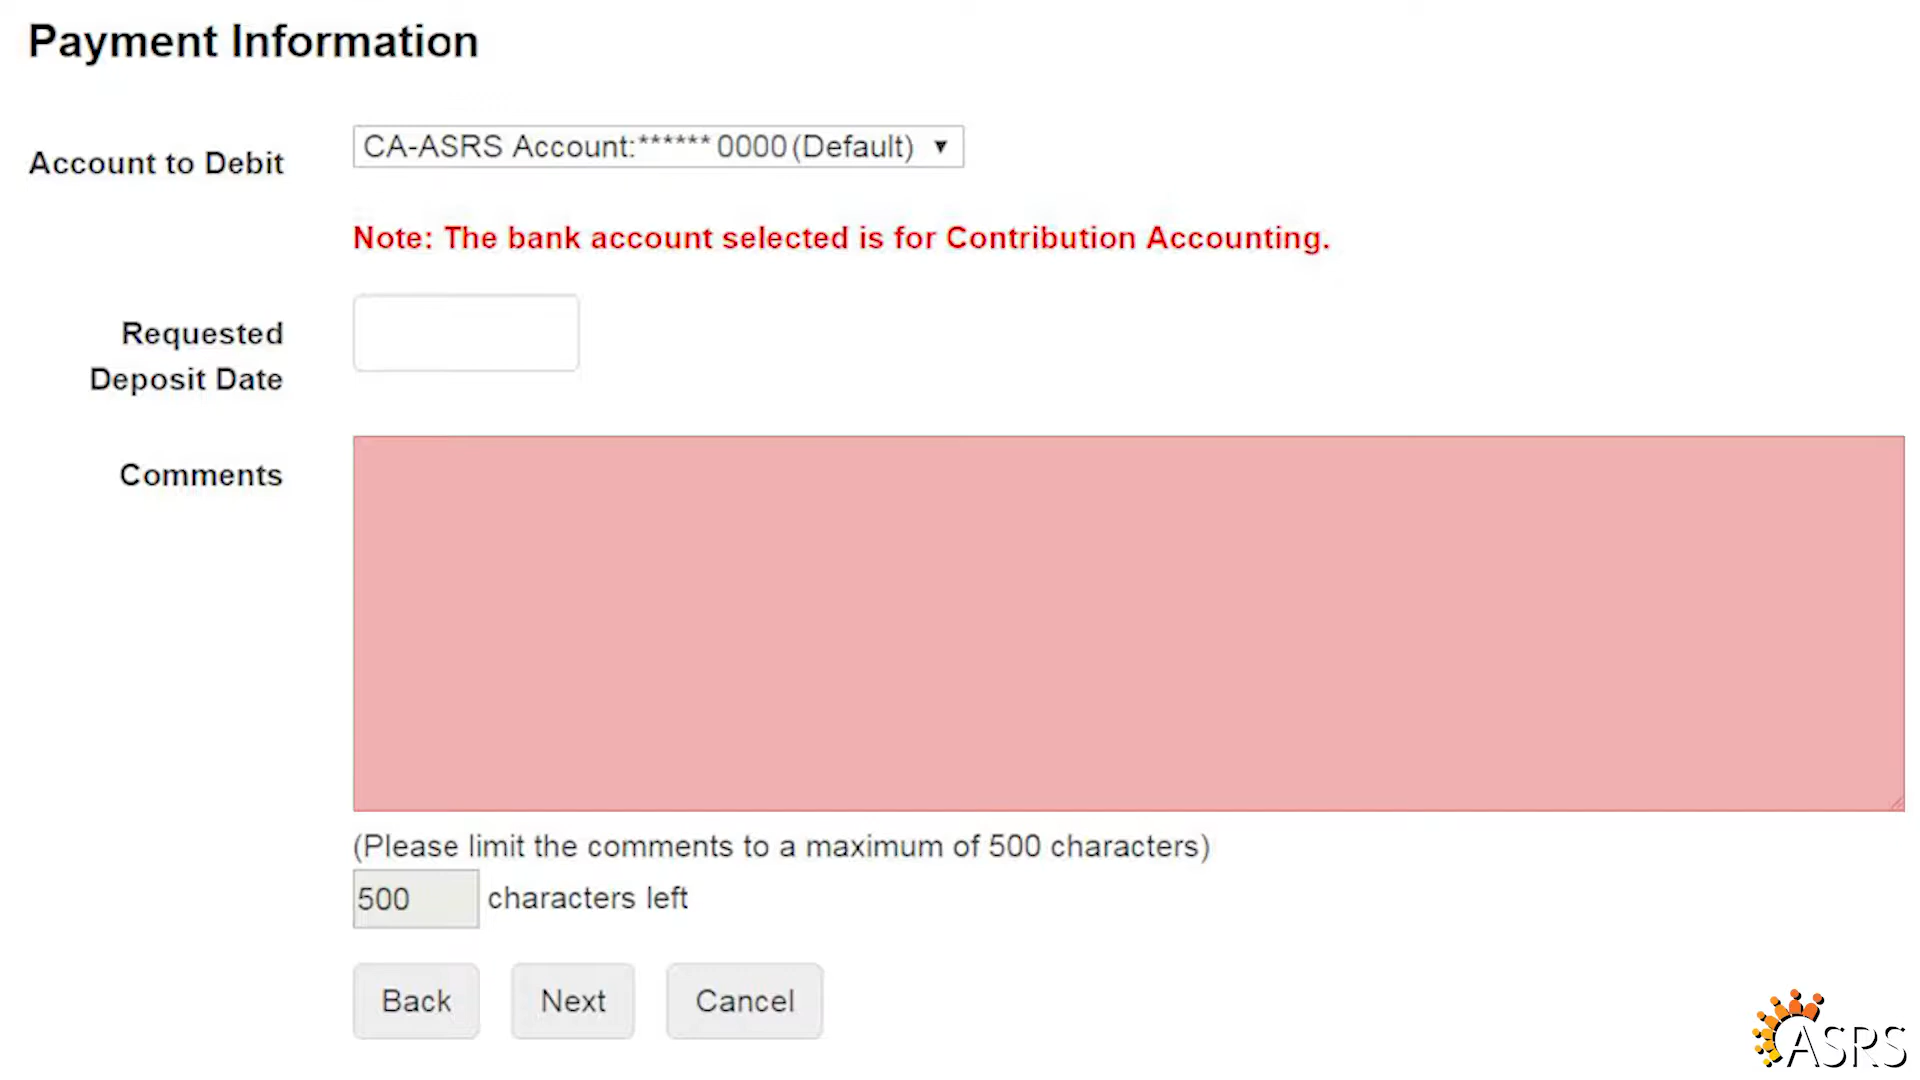 Payment Information
Account to Debit
CA-ASRS Account:******0000(Default)
Note: The bank account selected is for Contribution Accounting.
Requested
Deposit Date
Comments
(Please limit the comments to a maximum of 500 characters)
500 characters left
Back Next Cancel
ASRS